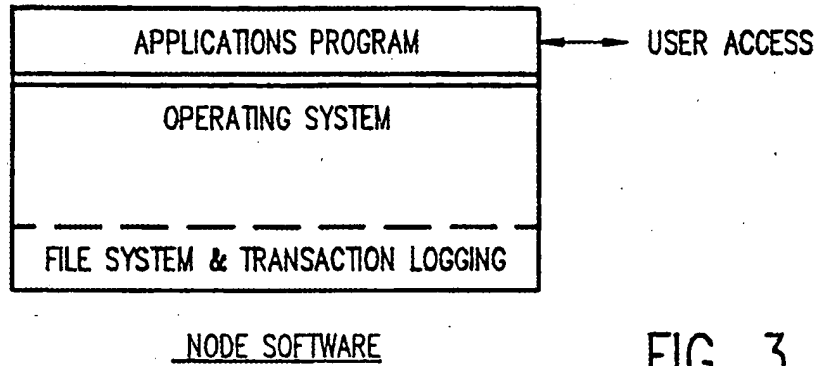 APPLICATIONS PROGRAM
USER ACCESS
OPERATING SYSTEM
FILE SYSTEM & TRANSACTION LOGGING
NODE SOFTWARE
FIG. 3